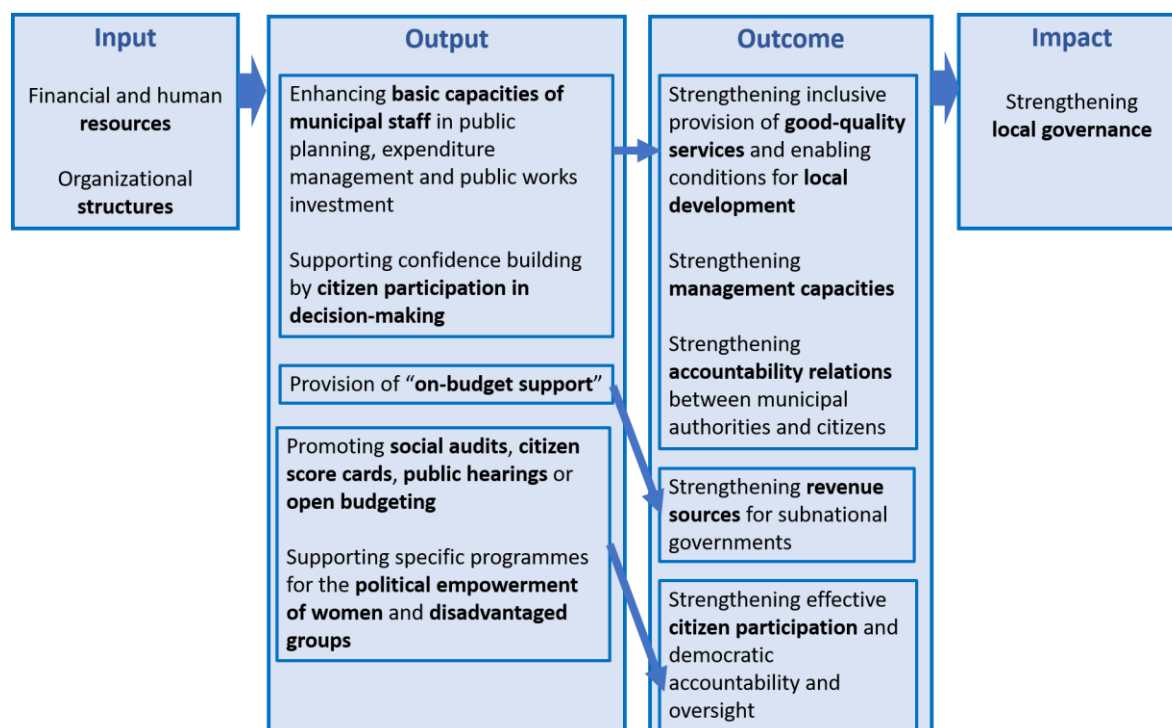 Input
Financial and human
resources
Organizational
structures
Output
Enhancing basic capacities of
municipal staff in public
planning, expenditure
management and public works
investment
Supporting confidence building
by citizen participation in
decision-making
Provision of “on-budget support”
Promoting social audits, citizen
score cards, public hearings or
open budgeting
Supporting specific programmes
for the political empowerment
of women and disadvantaged
groups
Outcome
Strengthening inclusive
provision of good-quality
services and enabling
conditions for local
development
Strengthening
management capacities
Strengthening
accountability relations
between municipal
authorities and citizens
Strengthening revenue
sources for subnational
governments
Strengthening effective
citizen participation and
democratic
accountability and
oversight
Impact
Strengthening
local governance